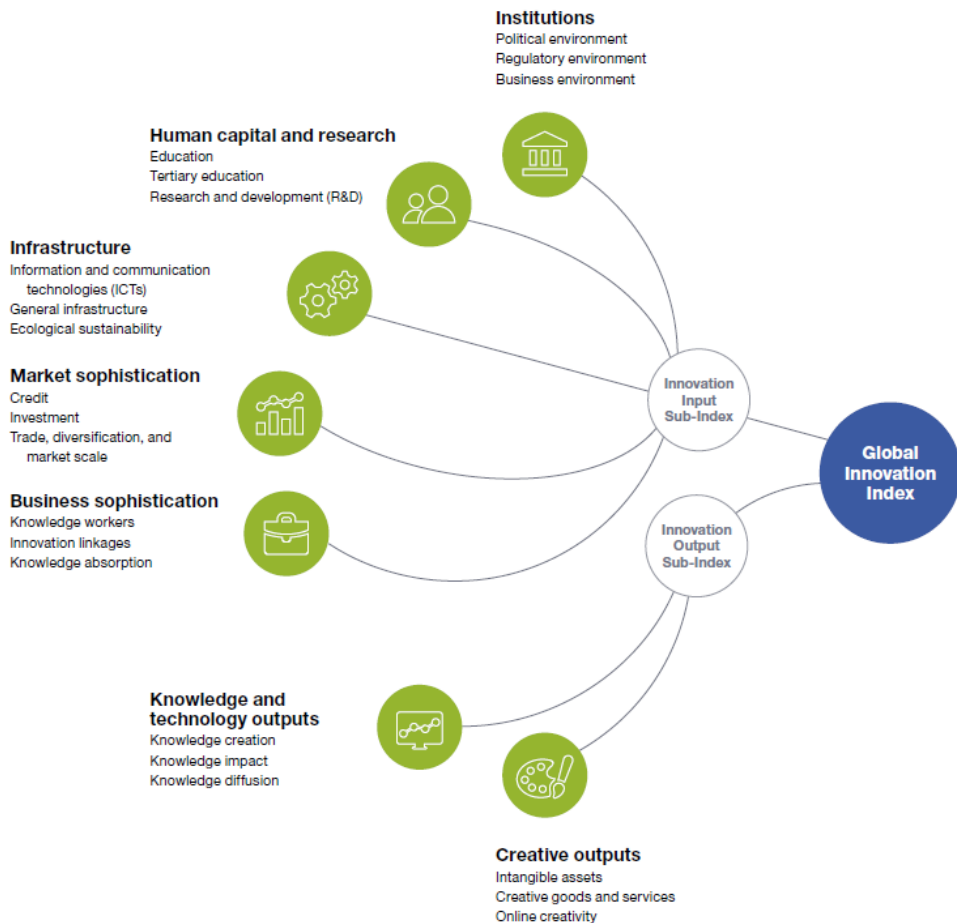 Institutions
Political environment
Regulatory environment
Business environment
Human capital and research
Education
Tertiary education
Research and development (R&D)
Infrastructure
Information and communication
technologies (ICTs)
General infrastructure
Ecological sustainability
Market sophistication
Credit
Investment
Trade, diversification, and
market scale
Business sophistication
Knowledge workers
Innovation linkages
Knowledge absorption
Innovation
Input
Sub-Index
Global
Innovation
Index
Innovation
Output
Sub-Index
Knowledge and
technology outputs
Knowledge creation
Knowledge impact
Knowledge diffusion
Creative outputs
Intangible assets
Creative goods and services
Online creativity